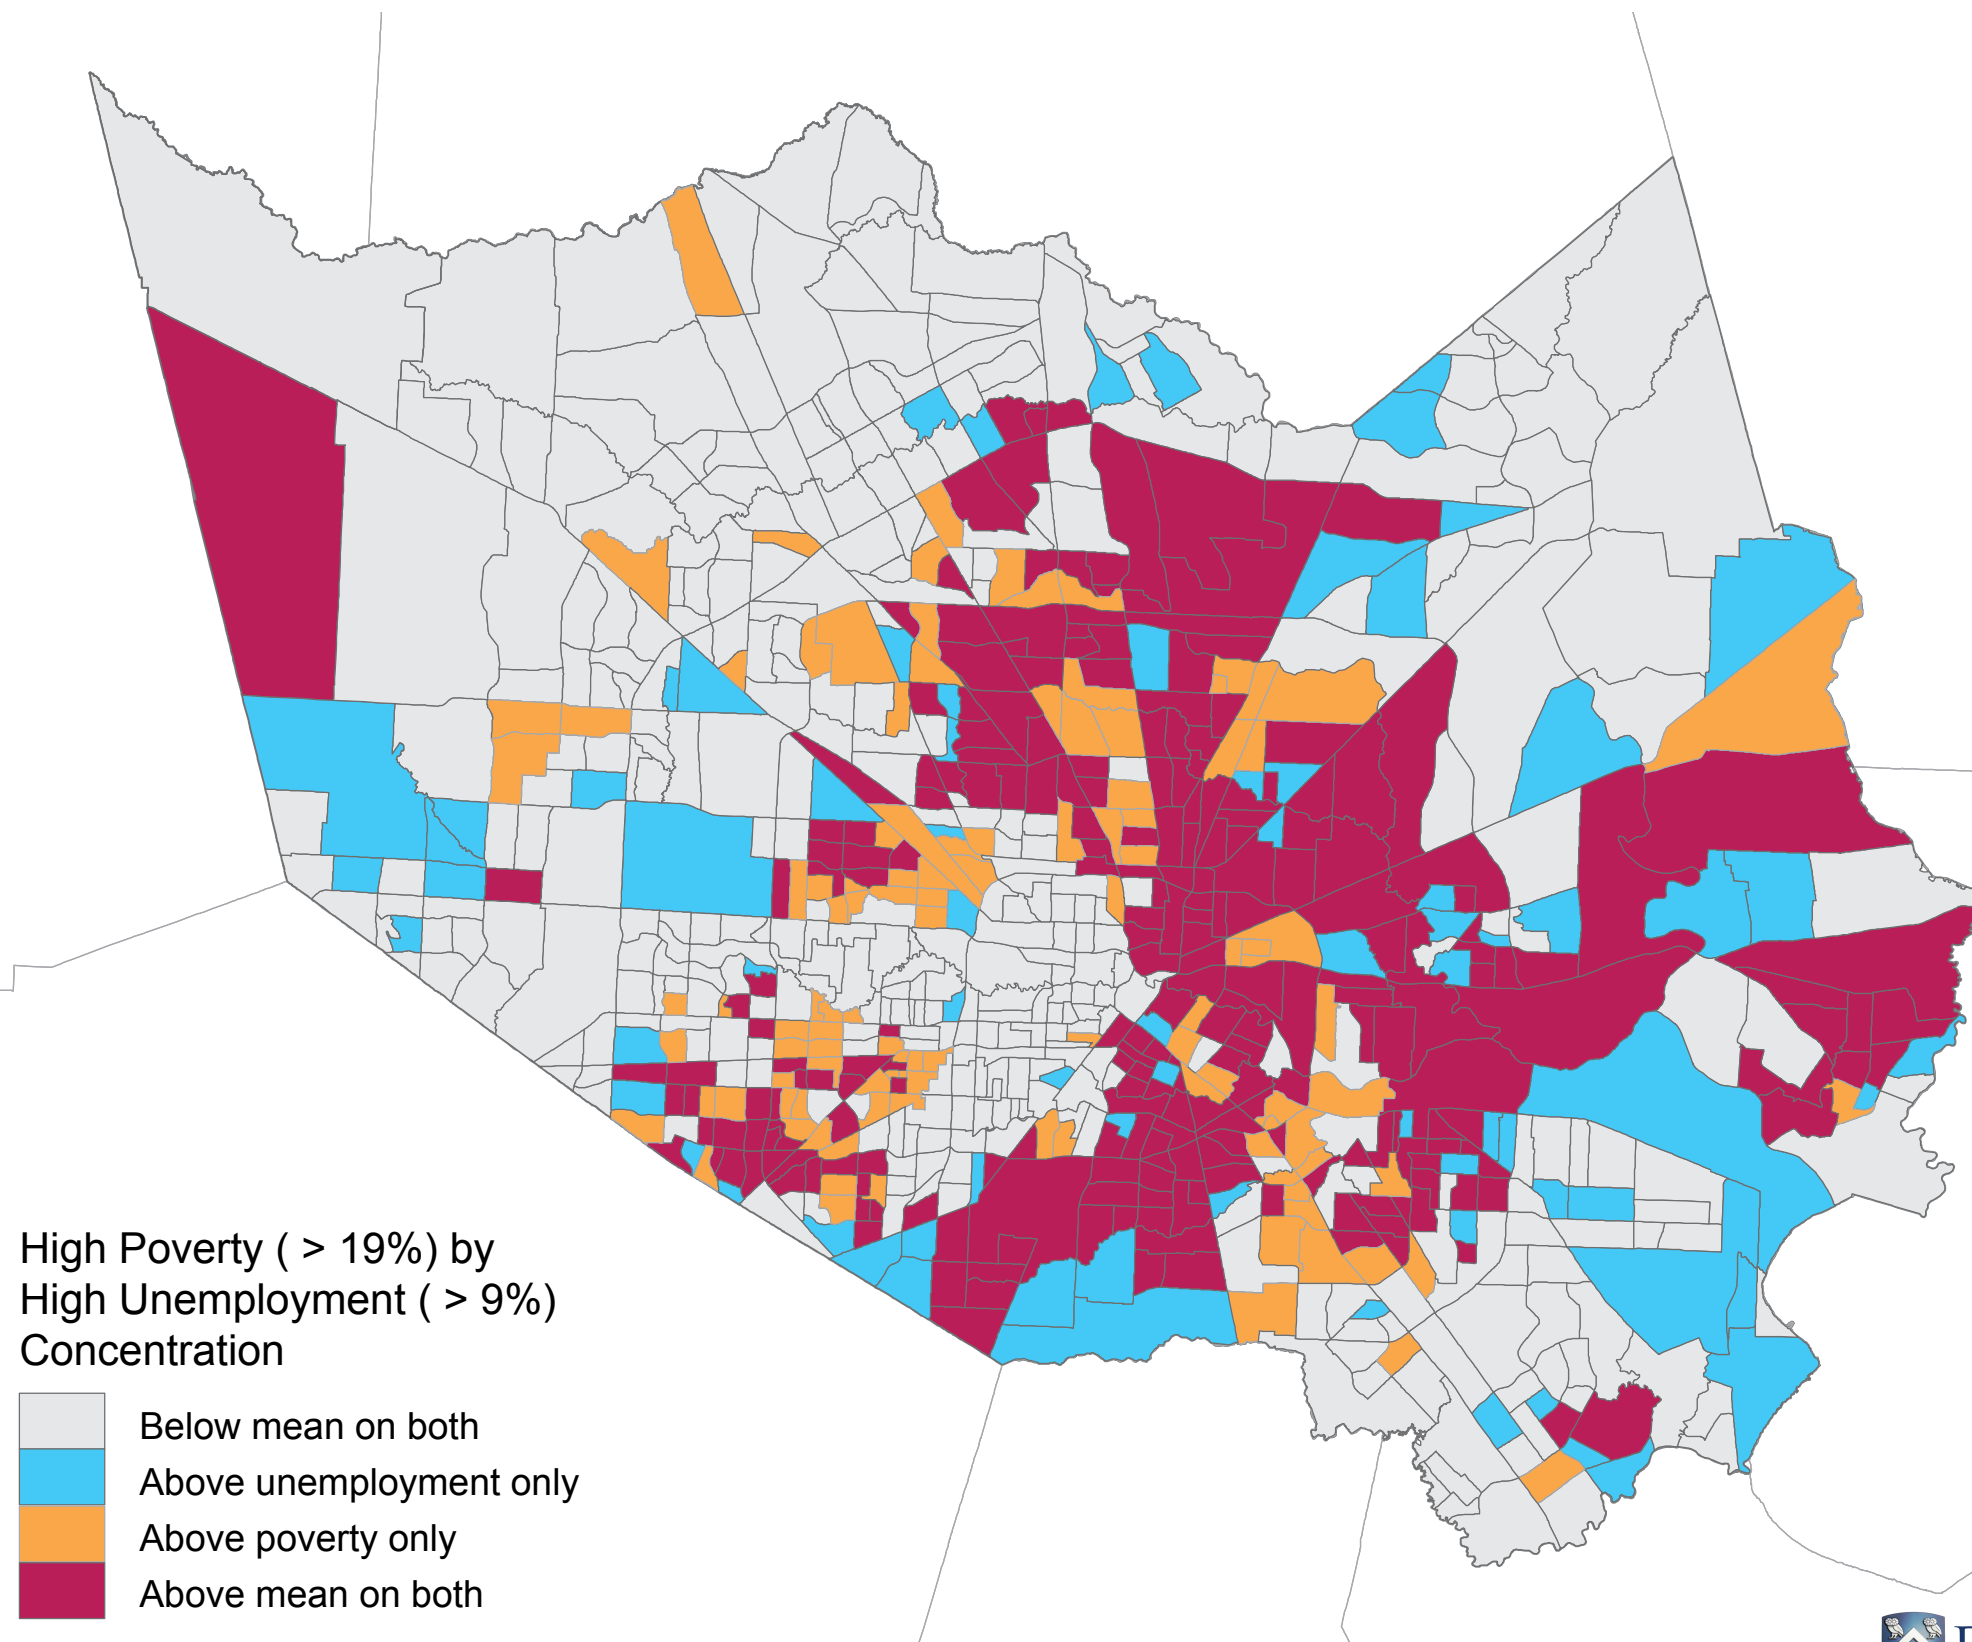 High Poverty ( > 19%) by
High Unemployment ( > 9%)
Concentration
Below mean on both
Above unemployment only
Above poverty only
Above mean on both